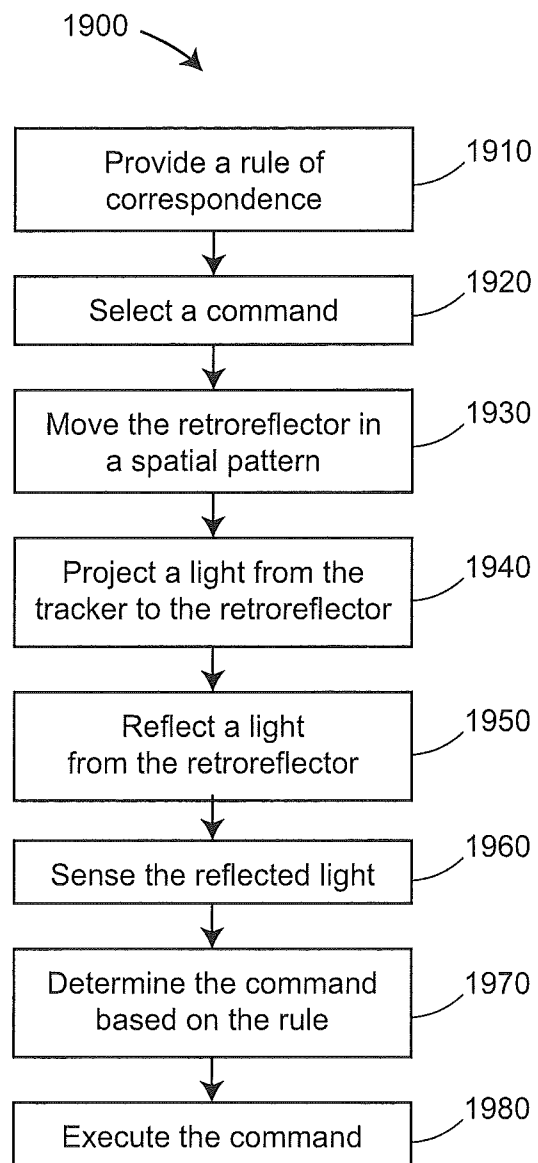 1900
Provide a rule of
correspondence
1910
Select a command
1920
Move the retroreflector in
a spatial pattern
1930
Project a light from the
tracker to the retroreflector
1940
Reflect a light
from the retroreflector
1950
Sense the reflected light
1960
Determine the command
based on the rule
1970
Execute the command
1980